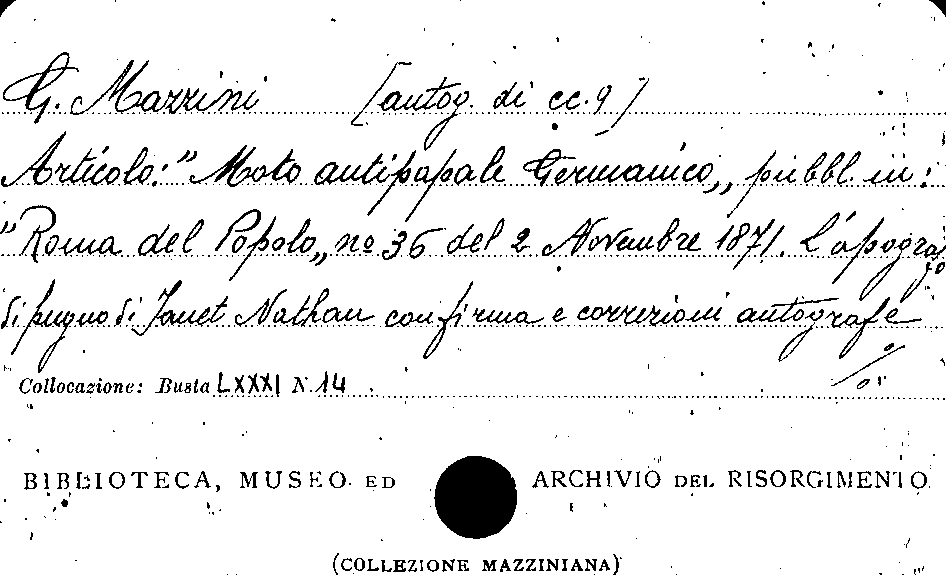 G. Mazzini [autog. di cc. 9]
Articolo: "Moto antipapale Germanico„ pubbl. in:
"Roma del Popolo„ nº 36 del 2 Novembre 1871. L'apografo
di pugno di Janet Nathan con firma e correzioni autografe
%
Collocazione: Busta LXXXI N. 14.
BIBLIOTECA, MUSEO ED ARCHIVIO DEL RISORGIMENTO
(COLLEZIONE MAZZINIANA)